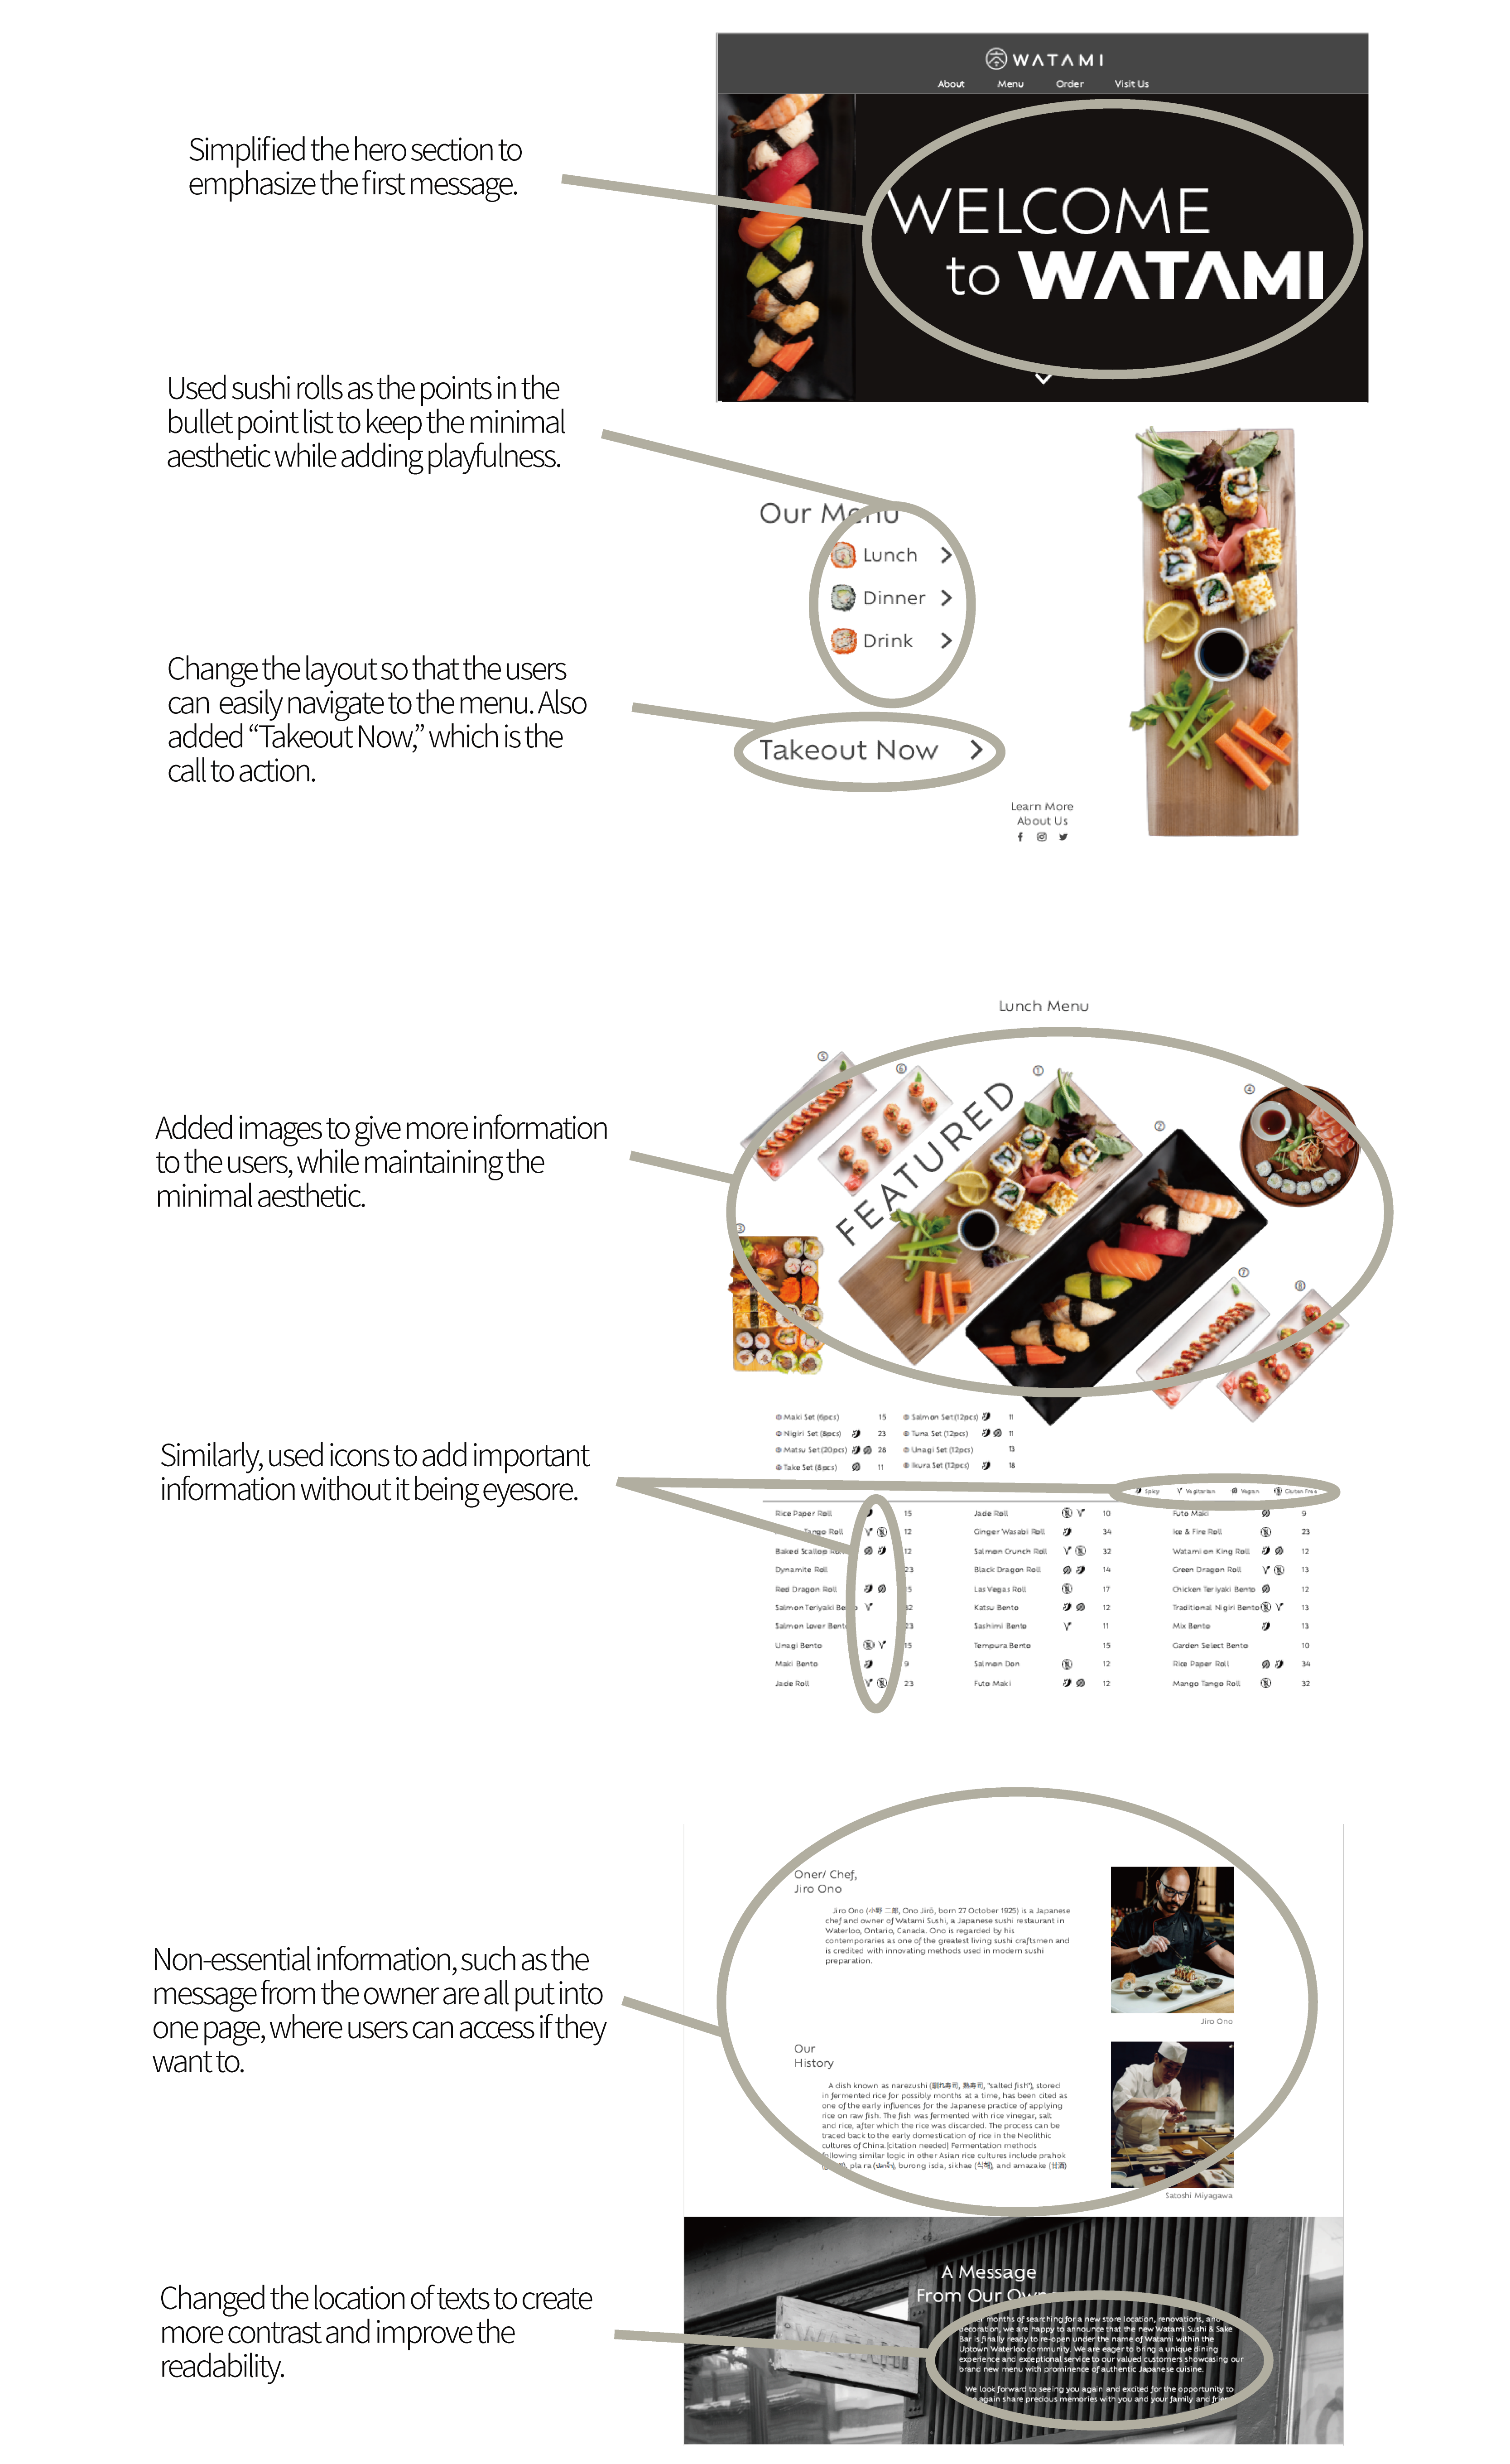 WATAMI
About Menu Order Visit Us
Simplified the hero section to
emphasize the first message.
WELCOME
to WATAMI
Used sushi rolls as the points in the
bullet point list to keep the minimal
aesthetic while adding playfulness.
Our Menu
Lunch
Dinner
Drink
Change the layout so that the users
can easily navigate to the menu. Also
added “Takeout Now,” which is the
call to action.
Takeout Now
Learn More
About Us
Lunch Menu
Added images to give more information
to the users, while maintaining the
minimal aesthetic.
FEATURED
⑤
⑥
①
④
②
③
⑦
⑧
Similarly, used icons to add important
information without it being eyesore.
Maki Set (6pcs) 15 Salmon Set (12pcs) 11
Nigiri Set (8pcs) 23 Tuna Set (12pcs) 11
Matsu Set (20pcs) 28 Unagi Set (12pcs) 13
Take Set (8pcs) 11 Ikura Set (12pcs) 18
Spicy Vegitarian Vegan Glutan Free
Rice Paper Roll 15 Jade Roll 10 Futo Maki 9
Tango Roll 12 Ginger Wasabi Roll 34 Ice & Fire Roll 23
Baked Scallop 12 Salmon Crunch Roll 32 Watami on King Roll 12
Dynamite Roll 23 Black Dragon Roll 14 Green Dragon Roll 13
Red Dragon Roll Las Vegas Roll 17 Chicken Teriyaki Bento 12
Salmon Teriyaki Bento Katsu Bento 12 Traditional Nigiri Bento 13
Salmon Lover Bento 23 Sashimi Bento 11 Mix Bento 13
Unagi Bento 15 Tempura Bento 15 Garden Select Bento 10
Maki Bento 9 Salmon Don 12 Rice Paper Roll 34
Jade Roll 23 Futo Maki 12 Mango Tango Roll 32
Non-essential information, such as the
message from the owner are all put into
one page, where users can access if they
want to.
Oner/ Chef,
Jiro Ono
Jiro Ono (小野 二郎, Ono Jirō, born 27 October 1925) is a Japanese
chef and owner of Watami Sushi, a Japanese sushi restaurant in
Waterloo, Ontario, Canada. Ono is regarded by his
contemporaries as one of the greatest living sushi craftsmen and
is credited with innovating methods used in modern sushi
preparation.
Jiro Ono
Our
History
A dish known as narezushi (馴れ寿司, 熟寿司, "salted fish"), stored
in fermented rice for possibly months at a time, has been cited as
one of the early influences for the Japanese practice of applying
rice on raw fish. The fish was fermented with rice vinegar, salt
and rice, after which the rice was discarded. The process can be
traced back to the early domestication of rice in the Neolithic
cultures of China.[citation needed] Fermentation methods
following similar logic in other Asian rice cultures include prahok
pla ra burong isda, sikhae (식해), and amazake (甘酒)
Satoshi Miyagawa
Changed the location of texts to create
more contrast and improve the
readability.
A Message
From Our
months of searching for a new store location, renovations, and
decoration, we are happy to announce that the new Watami Sushi & Sake
Bar is finally ready to re-open under the name of Watami within the
Uptown Waterloo community. We are eager to bring a unique dining
experience and exceptional service to our valued customers showcasing our
brand new menu with prominence of authentic Japanese cuisine.
We look forward to seeing you again and excited for the opportunity to
again share precious memories with you and your family and